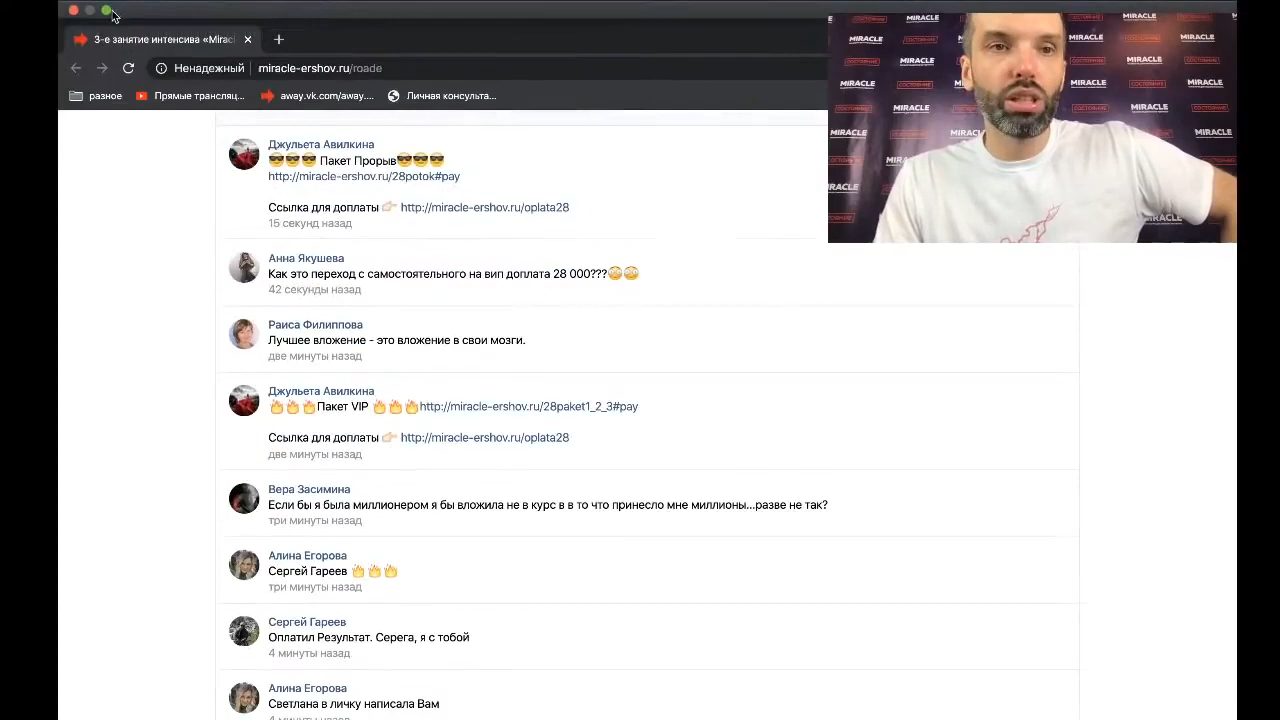 3-е занятие интенсива «Мис
Ненадежный
miracle-ershov.ru/roa
разное
away.vk.com/away....
Джульета Авилкина
😎😎😎 Пакет Прорыв😎😎😎
http://miracle-ershov.ru/28potok#pay
Ссылка для доплаты 👉🏻 http://miracle-ershov.ru/oplata28
15 секунд назад
Анна Якушева
Как это переход с самостоятельного на вип доплата 28 000???😳😳
42 секунды назад
Раиса Филиппова
Лучшее вложение - это вложение в свои мозги.
две минуты назад
Джульета Авилкина
🔥🔥🔥Пакет VIP 🔥🔥🔥http://miracle-ershov.ru/28paket1_2_3#pay
Ссылка для доплаты 👉🏻 http://miracle-ershov.ru/oplata28
две минуты назад
Вера Засимина
Если бы я была миллионером я бы вложила не в курс в в то что принесло мне миллионы...разве не так?
три минуты назад
Алина Егорова
Сергей Гареев 🔥🔥🔥
три минуты назад
Сергей Гареев
Оплатил Результат. Серега, я с тобой
4 минуты назад
Алина Егорова
Светлана в личку написала Вам
4 минуты назад
MIRACLE
СОСТОЯНИЕ